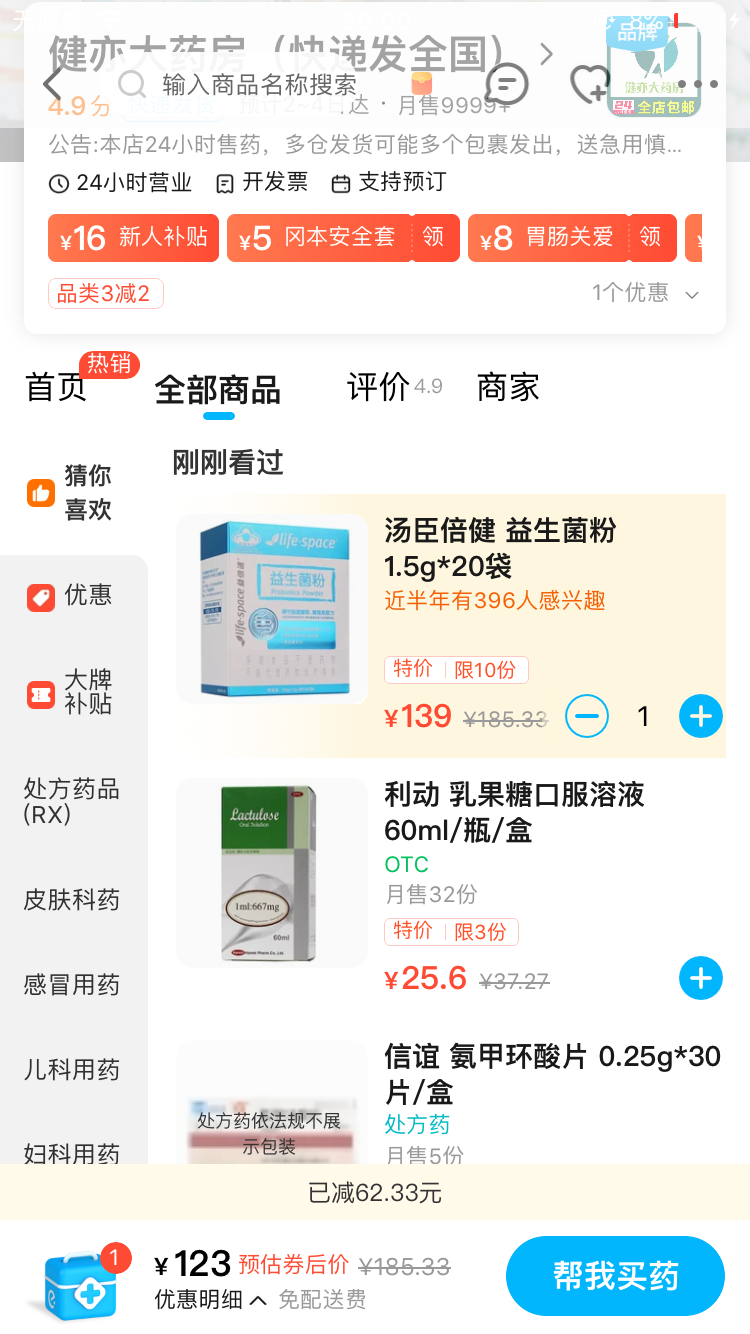 健亦大药房（快递发全国）
品牌
输入商品名称搜索
健亦大药房
24 全店包邮
4.9分 快递发货 预计2~4日达 · 月售9999+
公告:本店24小时售药，多仓发货可能多个包裹发出，送急用慎...
24小时营业 开发票 支持预订
¥16 新人补贴 ¥5 冈本安全套 领 ¥8 胃肠关爱 领
品类3减2 1个优惠
首页 热销 全部商品 评价 4.9 商家
猜你
喜欢
优惠
大牌
补贴
处方药品
(RX)
皮肤科药
感冒用药
儿科用药
妇科用药
刚刚看过
life·space
益生菌粉
Probiotics Powder
汤臣倍健 益生菌粉
1.5g*20袋
近半年有396人感兴趣
特价 限10份
¥139 ¥185.33 1
Lactulose
Oral Solution
1ml:667mg
60ml
利动 乳果糖口服溶液
60ml/瓶/盒
OTC
月售32份
特价 限3份
¥25.6 ¥37.27
处方药依法规不展
示包装
信谊 氨甲环酸片 0.25g*30
片/盒
处方药
月售5份
已减62.33元
1
¥123 预估券后价 ¥185.33
优惠明细 免配送费
帮我买药